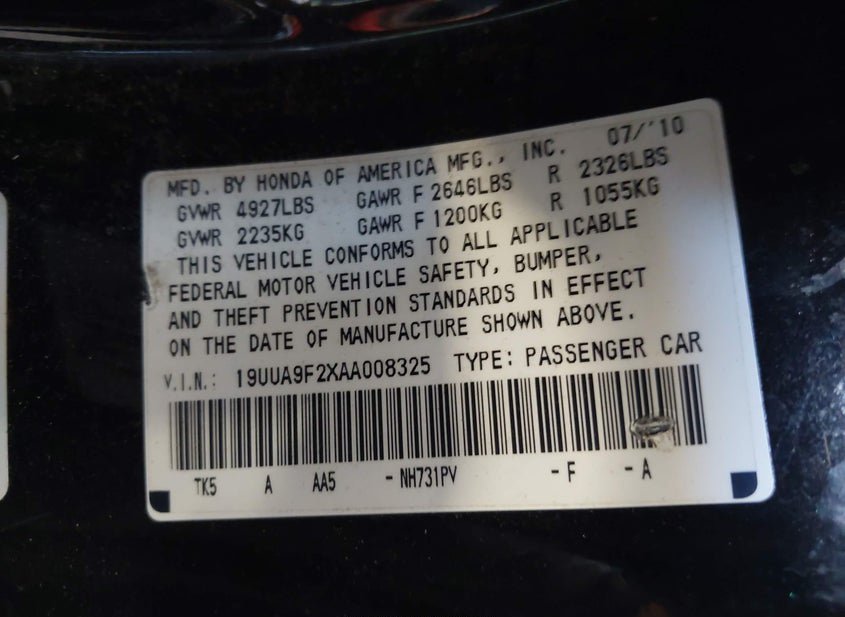 MFD. BY HONDA OF AMERICA MFG., INC. 07/'10
GVWR 4927LBS GAWR F 2646LBS R 2326LBS
GVWR 2235KG GAWR F 1200KG R 1055KG
THIS VEHICLE CONFORMS TO ALL APPLICABLE
FEDERAL MOTOR VEHICLE SAFETY, BUMPER,
AND THEFT PREVENTION STANDARDS IN EFFECT
ON THE DATE OF MANUFACTURE SHOWN ABOVE.
V.I.N.: 19UUA9F2XAA008325 TYPE: PASSENGER CAR
TK5 A AA5 -NH731PV -F -A